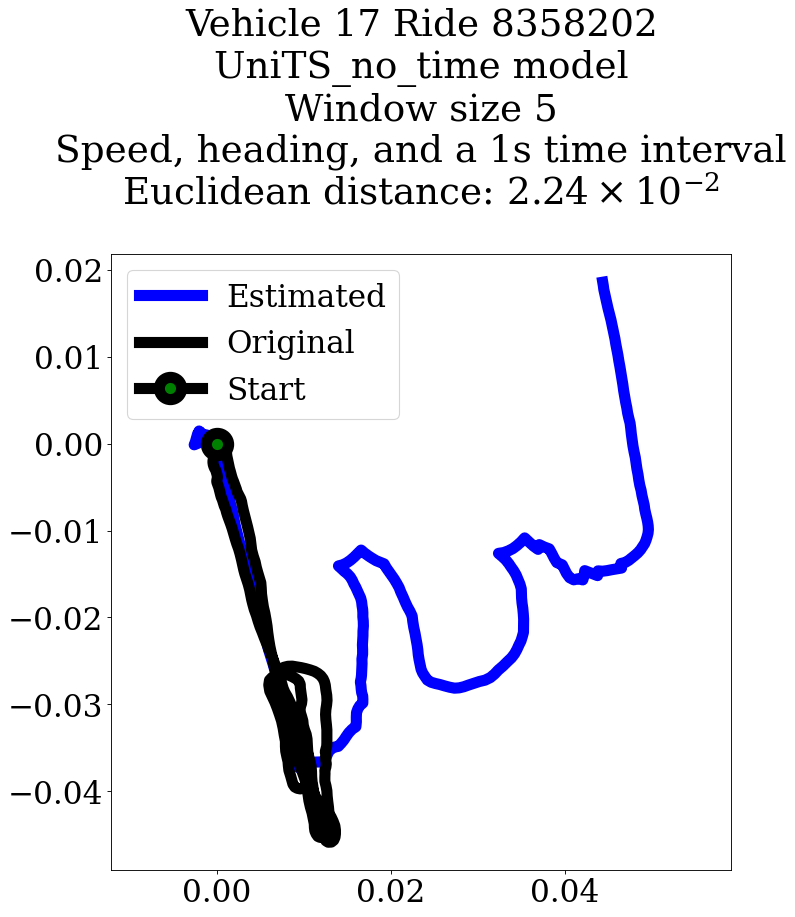 Vehicle 17 Ride 8358202
UniTS_no_time model
Window size 5
Speed, heading, and a 1s time interval
Euclidean distance: 2.24 × 10⁻²
0.02
0.01
0.00
−0.01
−0.02
−0.03
−0.04
Estimated
Original
Start
0.00 0.02 0.04